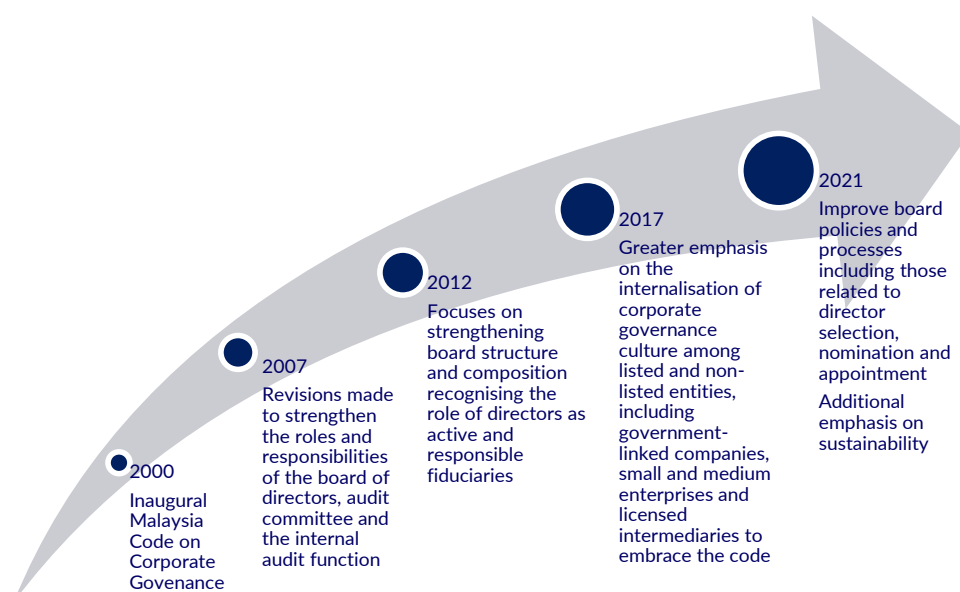 2000
Inaugural
Malaysia
Code on
Corporate
Govenance
2007
Revisions made
to strengthen
the roles and
responsibilities
of the board of
directors, audit
committee and
the internal
audit function
2012
Focuses on
strengthening
board structure
and composition
recognising the
role of directors as
active and
responsible
fiduciaries
2017
Greater emphasis
on the
internalisation of
corporate
governance
culture among
listed and non-
listed entities,
including
government-
linked companies,
small and medium
enterprises and
licensed
intermediaries to
embrace the code
2021
Improve board
policies and
processes
including those
related to
director
selection,
nomination and
appointment
Additional
emphasis on
sustainability